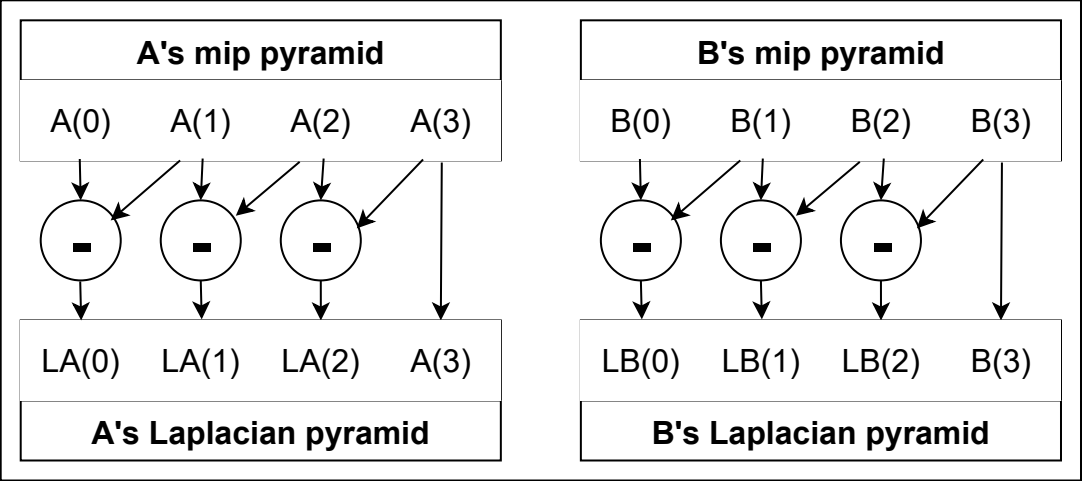 A's mip pyramid
A(0) A(1) A(2) A(3)
- - -
LA(0) LA(1) LA(2) A(3)
A's Laplacian pyramid
B's mip pyramid
B(0) B(1) B(2) B(3)
- - -
LB(0) LB(1) LB(2) B(3)
B's Laplacian pyramid